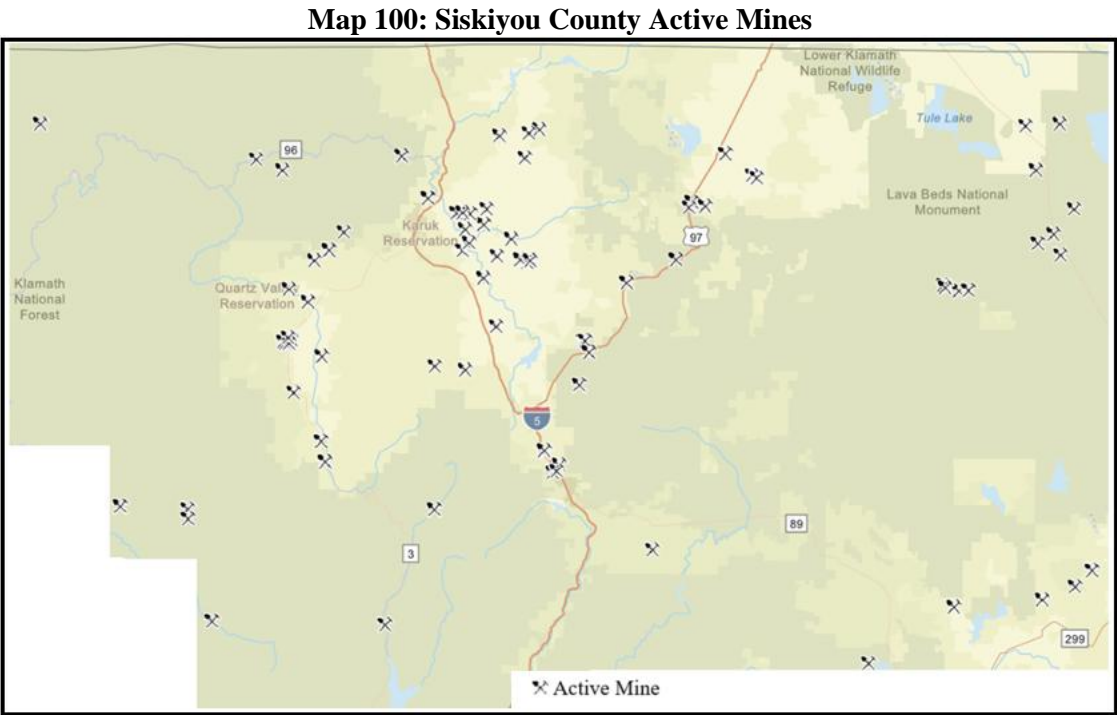 Map 100: Siskiyou County Active Mines
Lower Klamath
National Wildlife
Refuge
Tule Lake
96
Lava Beds National
Monument
Karuk
Reservation
97
Klamath
National
Forest
Quartz Valley
Reservation
5
89
3
299
Active Mine